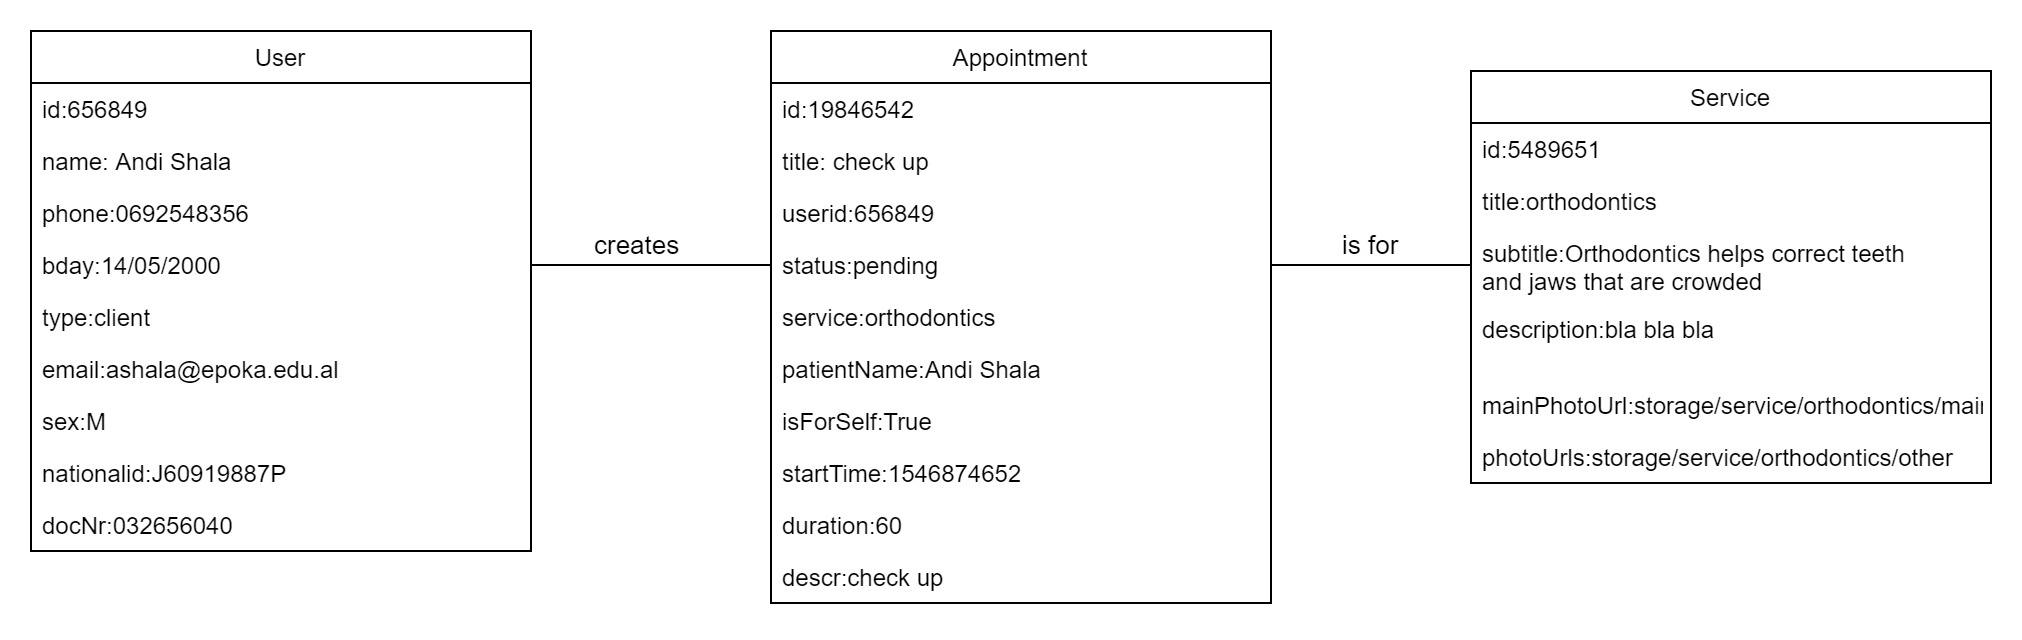 User
id:656849
name: Andi Shala
phone:0692548356
bday:14/05/2000
type:client
email:ashala@epoka.edu.al
sex:M
nationalid:J60919887P
docNr:032656040
creates
Appointment
id:19846542
title: check up
userid:656849
status:pending
service:orthodontics
patientName:Andi Shala
isForSelf:True
startTime:1546874652
duration:60
descr:check up
is for
Service
id:5489651
title:orthodontics
subtitle:Orthodontics helps correct teeth
and jaws that are crowded
description:bla bla bla
mainPhotoUrl:storage/service/orthodontics/mai
photoUrls:storage/service/orthodontics/other